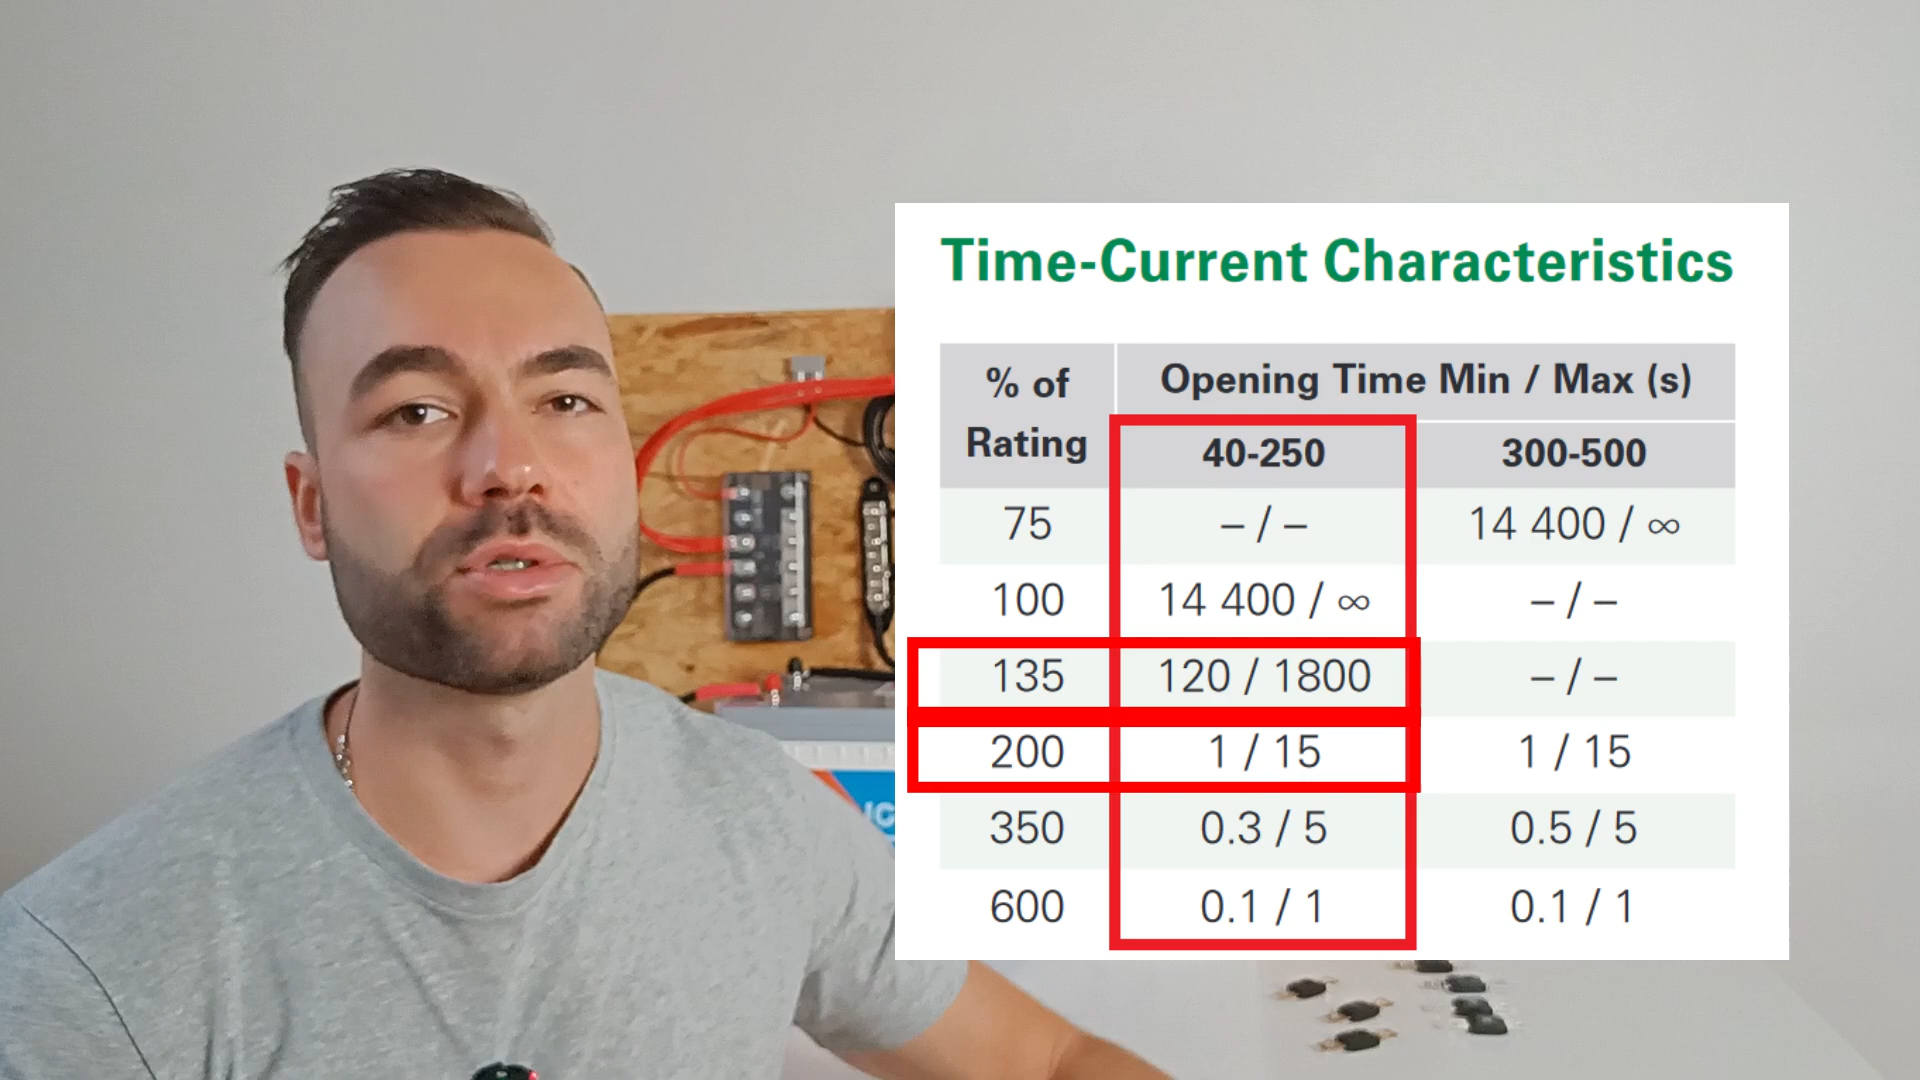 Time-Current Characteristics
% of Rating Opening Time Min / Max (s)
40-250 300-500
75 – / – 14 400 / ∞
100 14 400 / ∞ – / –
135 120 / 1800 – / –
200 1 / 15 1 / 15
350 0.3 / 5 0.5 / 5
600 0.1 / 1 0.1 / 1